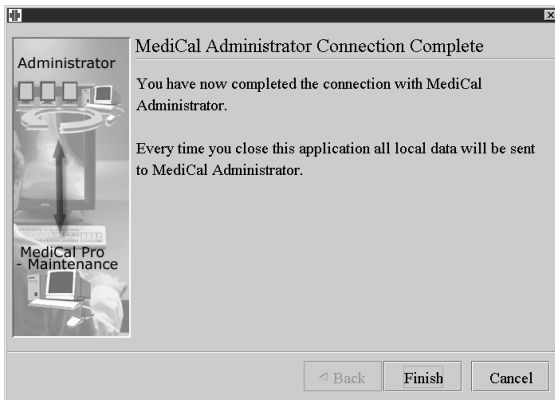 MediCal Administrator Connection Complete
Administrator
You have now completed the connection with MediCal
Administrator.
Every time you close this application all local data will be sent
to MediCal Administrator.
MediCal Pro
- Maintenance
< Back
Finish
Cancel